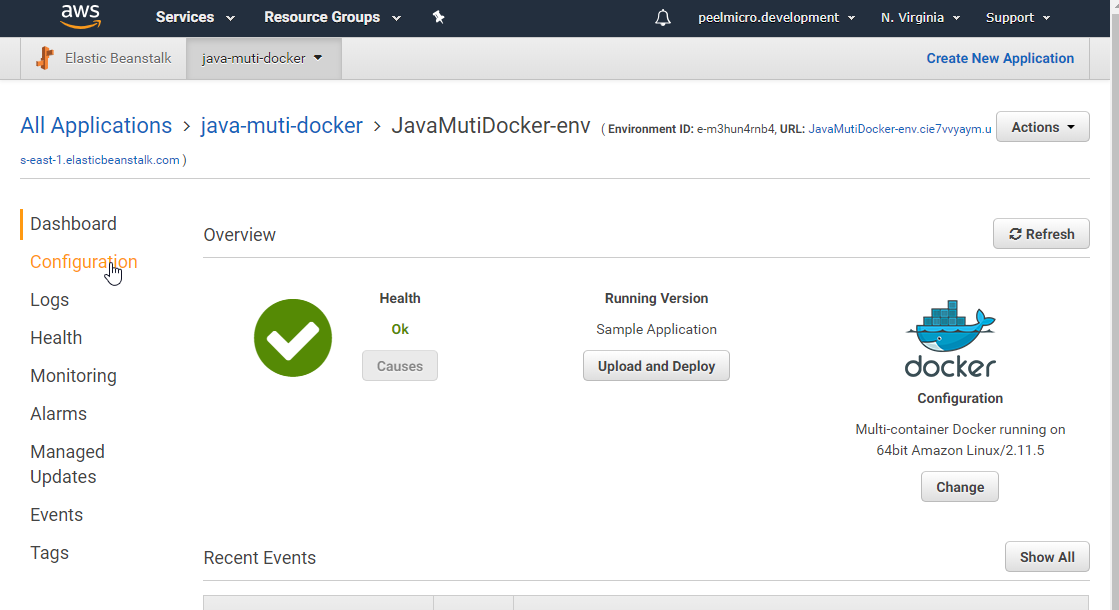 aws
Services
Resource Groups
peelmicro.development
N. Virginia
Support
Elastic Beanstalk
java-muti-docker
Create New Application
All Applications > java-muti-docker > JavaMutiDocker-env ( Environment ID: e-m3hun4rnb4, URL: JavaMutiDocker-env.cie7vvyaym.u
s-east-1.elasticbeanstalk.com )
Actions
Dashboard
Configuration
Logs
Health
Monitoring
Alarms
Managed
Updates
Events
Tags
Overview
Refresh
Health
Ok
Causes
Running Version
Sample Application
Upload and Deploy
docker
Configuration
Multi-container Docker running on
64bit Amazon Linux/2.11.5
Change
Recent Events
Show All